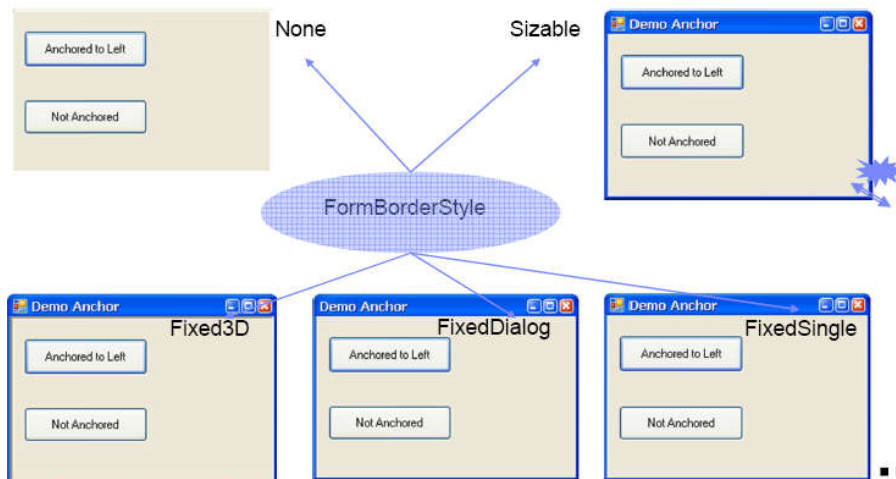 None
Sizable
Demo Anchor
Anchored to Left
Not Anchored
Anchored to Left
Not Anchored
FormBorderStyle
Demo Anchor
Fixed3D
Anchored to Left
Not Anchored
Demo Anchor
FixedDialog
Anchored to Left
Not Anchored
Demo Anchor
FixedSingle
Anchored to Left
Not Anchored